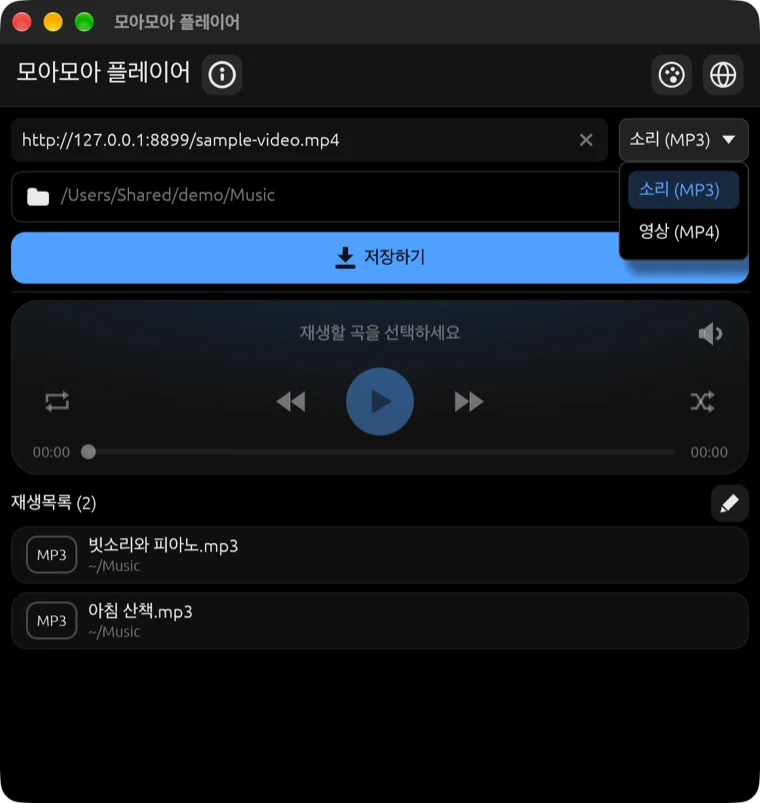 모아모아 플레이어
모아모아 플레이어
http://127.0.0.1:8899/sample-video.mp4
소리 (MP3)
소리 (MP3)
영상 (MP4)
/Users/Shared/demo/Music
저장하기
재생할 곡을 선택하세요
00:00
00:00
재생목록 (2)
MP3
빗소리와 피아노.mp3
~/Music
MP3
아침 산책.mp3
~/Music